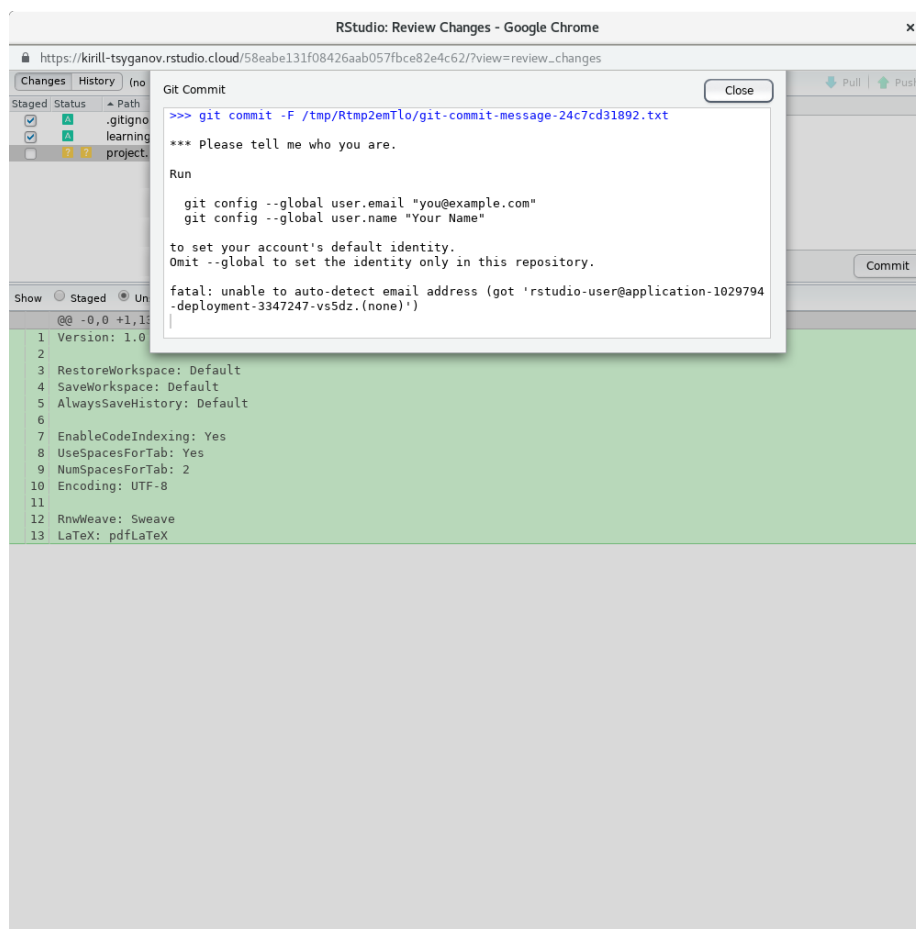 RStudio: Review Changes - Google Chrome ×
https://kirill-tsyganov.rstudio.cloud/58eabe131f08426aab057fbce82e4c62/?view=review_changes
Changes History (no
Pull Pus
Git Commit Close
Staged Status Path
A .gitigno
A learning
? ? project.
>>> git commit -F /tmp/Rtmp2emTlo/git-commit-message-24c7cd31892.txt
*** Please tell me who you are.
Run
git config --global user.email "you@example.com"
git config --global user.name "Your Name"
to set your account's default identity.
Omit --global to set the identity only in this repository.
fatal: unable to auto-detect email address (got 'rstudio-user@application-1029794
-deployment-3347247-vs5dz.(none)')
Commit
Show Staged Un
@@ -0,0 +1,13
1 Version: 1.0
2
3 RestoreWorkspace: Default
4 SaveWorkspace: Default
5 AlwaysSaveHistory: Default
6
7 EnableCodeIndexing: Yes
8 UseSpacesForTab: Yes
9 NumSpacesForTab: 2
10 Encoding: UTF-8
11
12 RnwWeave: Sweave
13 LaTeX: pdfLaTeX